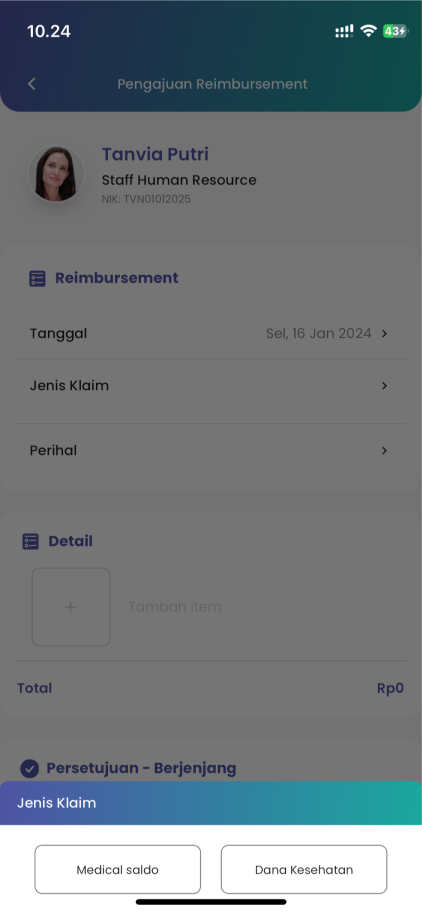 10.24
43
Pengajuan Reimbursement
Tanvia Putri
Staff Human Resource
NIK: TVN01012025
Reimbursement
Tanggal
Sel, 16 Jan 2024
Jenis Klaim
Perihal
Detail
+
Tambah item
Total
Rp0
Persetujuan - Berjenjang
Jenis Klaim
Medical saldo
Dana Kesehatan